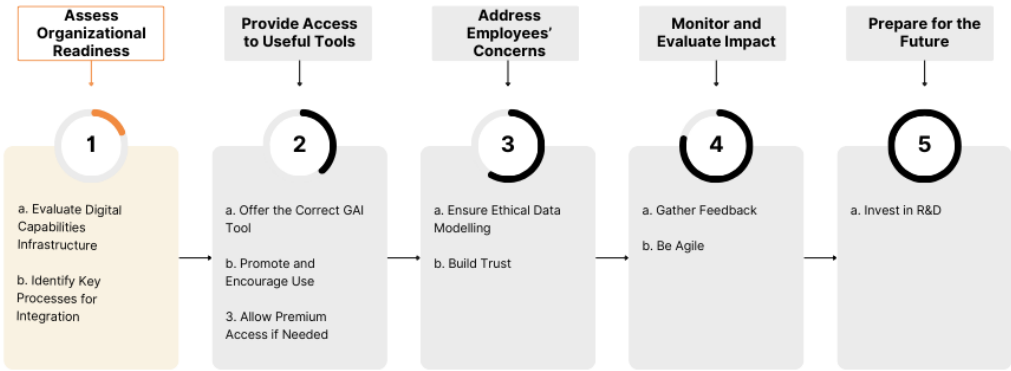 Assess
Organizational
Readiness
Provide Access
to Useful Tools
Address
Employees’
Concerns
Monitor and
Evaluate Impact
Prepare for the
Future
1
2
3
4
5
a. Evaluate Digital
Capabilities
Infrastructure
b. Identify Key
Processes for
Integration
a. Offer the Correct GAI
Tool
b. Promote and
Encourage Use
3. Allow Premium
Access if Needed
a. Ensure Ethical Data
Modelling
b. Build Trust
a. Gather Feedback
b. Be Agile
a. Invest in R&D